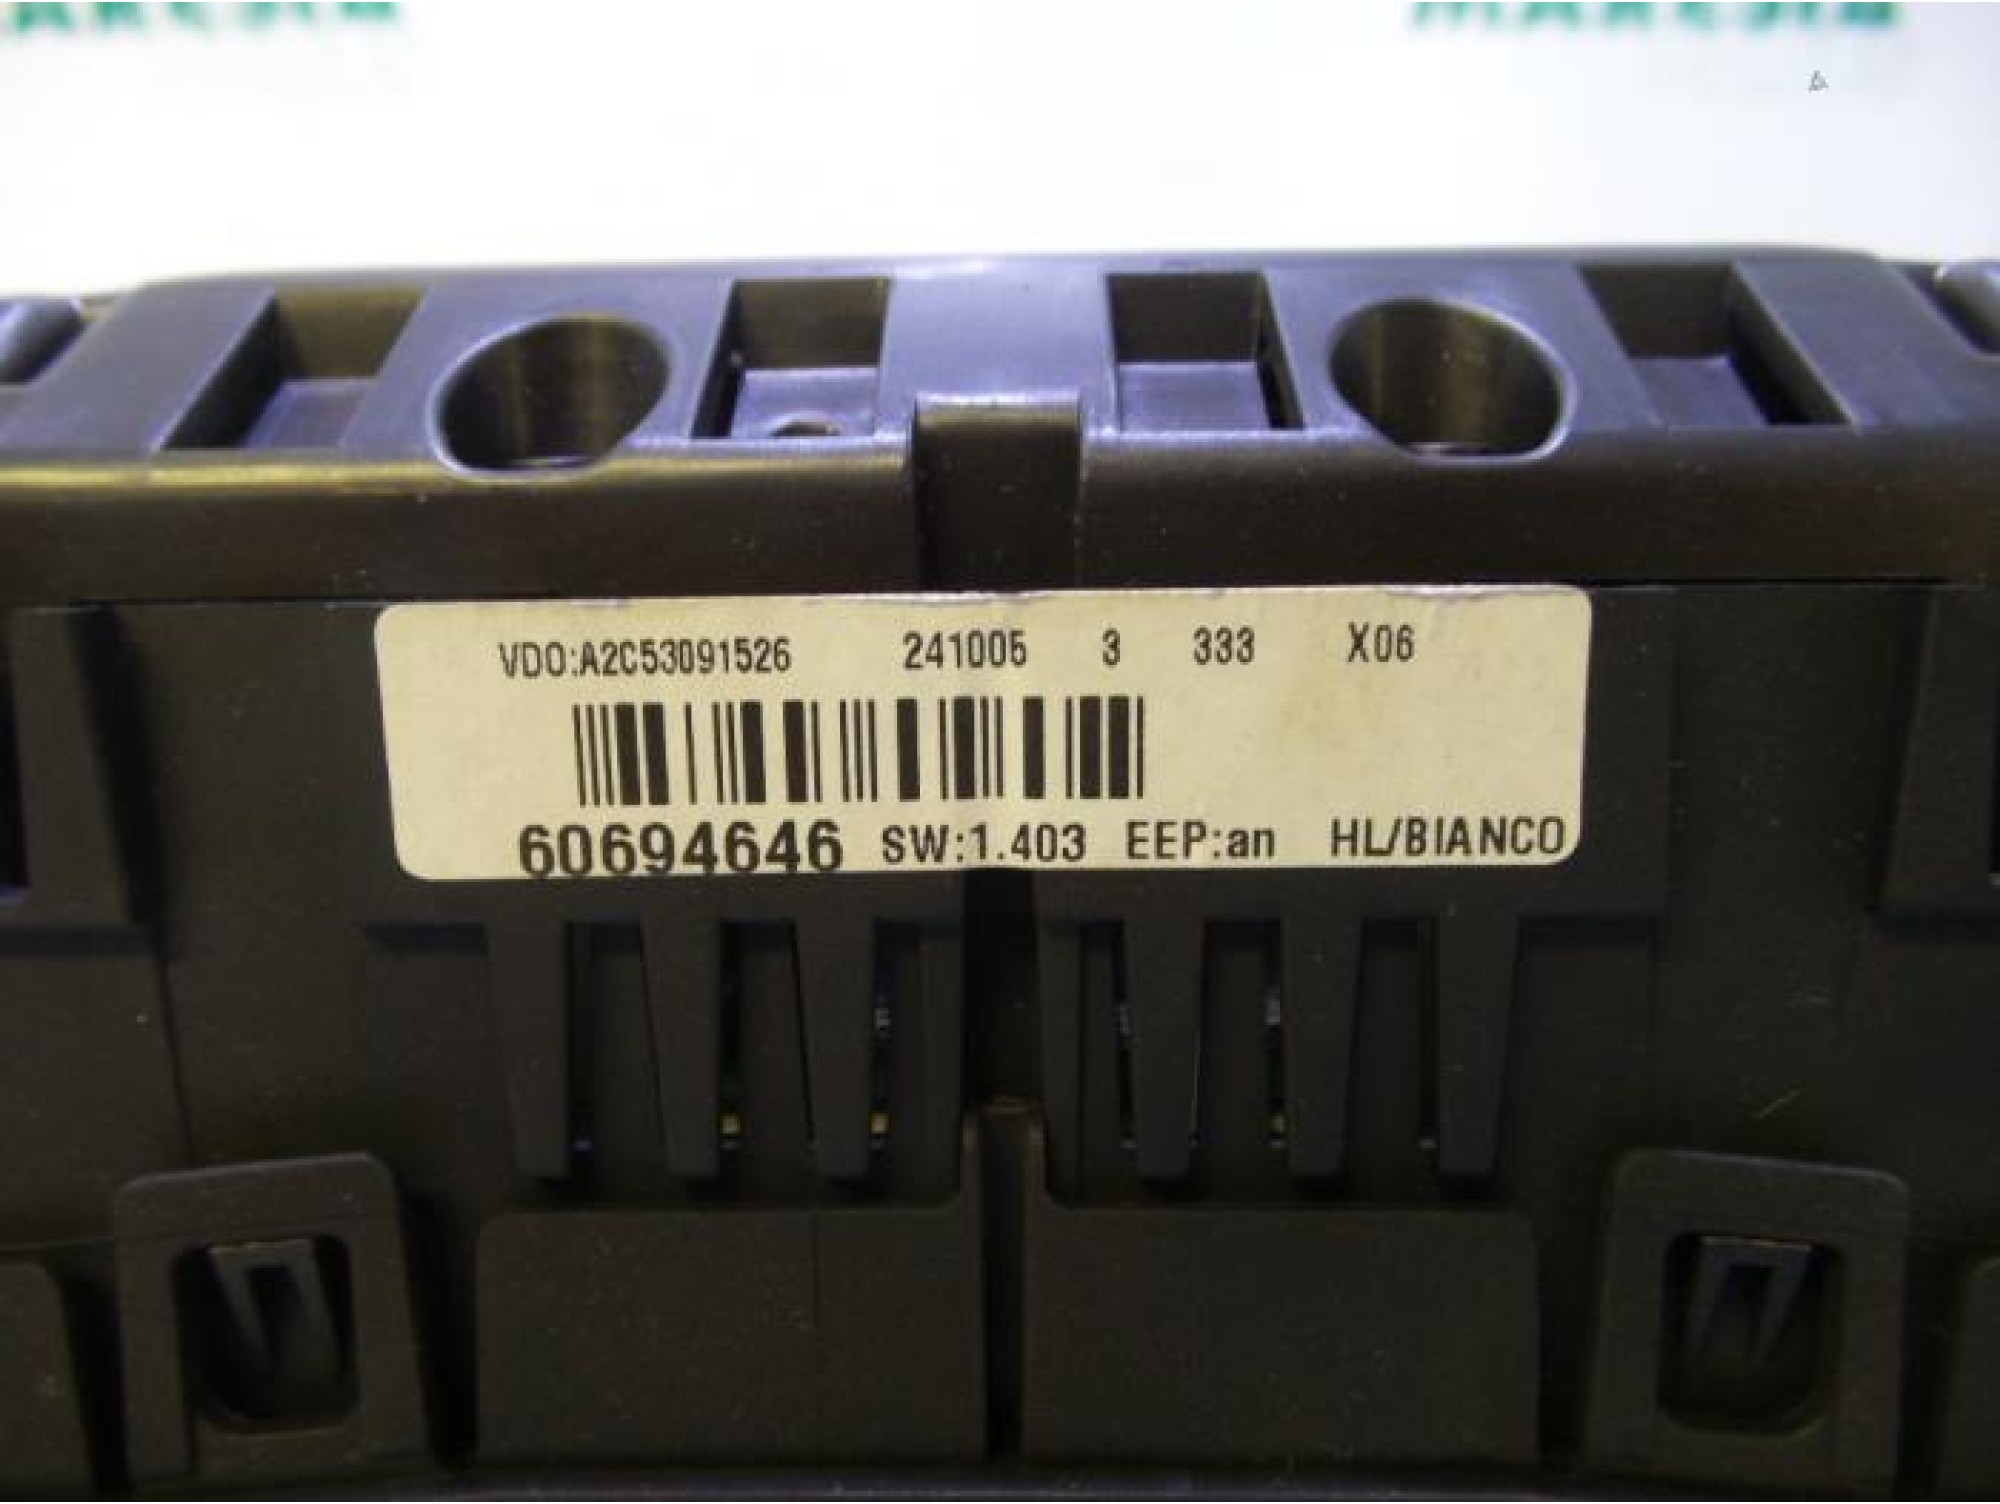 VDO:A2C53091526 241005 3 333 X06
60694646 SW:1.403 EEP:an HL/BIANCO